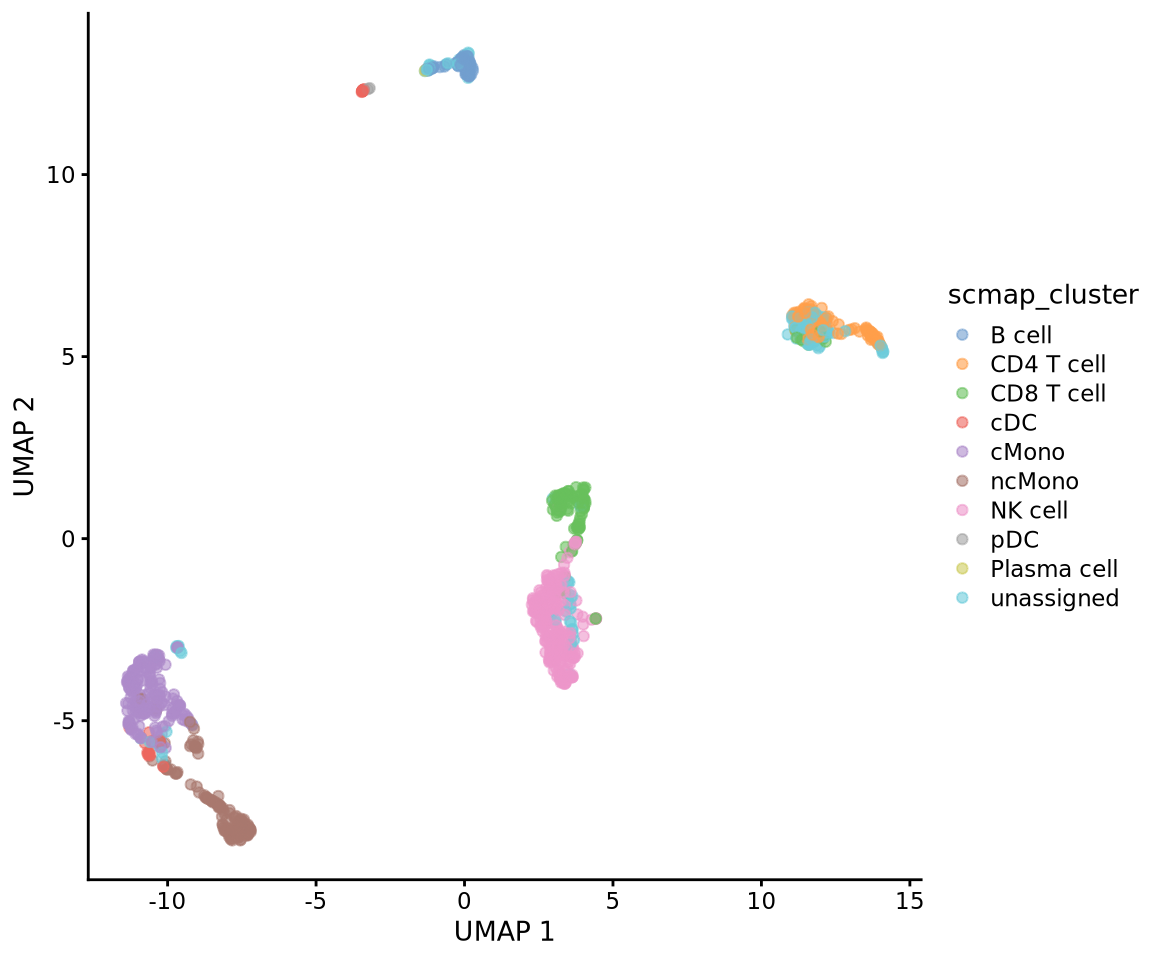 10
5
0
-5
UMAP 2
-10
-5
0
5
10
15
UMAP 1
scmap_cluster
B cell
CD4 T cell
CD8 T cell
cDC
cMono
ncMono
NK cell
pDC
Plasma cell
unassigned